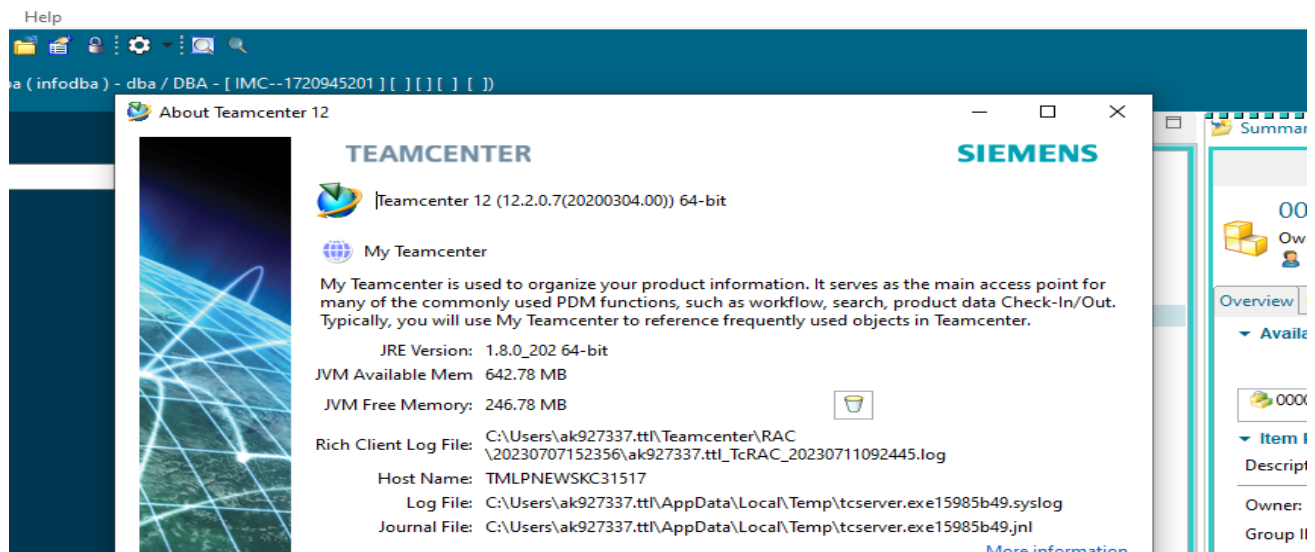 Help
( infodba ) - dba / DBA - [ IMC--1720945201 ] [ ] [ ] [ ] [ ])
About Teamcenter 12
TEAMCENTER
SIEMENS
Teamcenter 12 (12.2.0.7(20200304.00)) 64-bit
My Teamcenter
My Teamcenter is used to organize your product information. It serves as the main access point for
many of the commonly used PDM functions, such as workflow, search, product data Check-In/Out.
Typically, you will use My Teamcenter to reference frequently used objects in Teamcenter.
JRE Version: 1.8.0_202 64-bit
JVM Available Mem 642.78 MB
JVM Free Memory: 246.78 MB
Rich Client Log File: C:\Users\ak927337.ttl\Teamcenter\RAC
\20230707152356\ak927337.ttl_TcRAC_20230711092445.log
Host Name: TMLPNEWSKC31517
Log File: C:\Users\ak927337.ttl\AppData\Local\Temp\tcserver.exe15985b49.syslog
Journal File: C:\Users\ak927337.ttl\AppData\Local\Temp\tcserver.exe15985b49.jnl
More information
Summar
00
Ow
Overview
Availa
0000
Item
Descript
Owner:
Group I